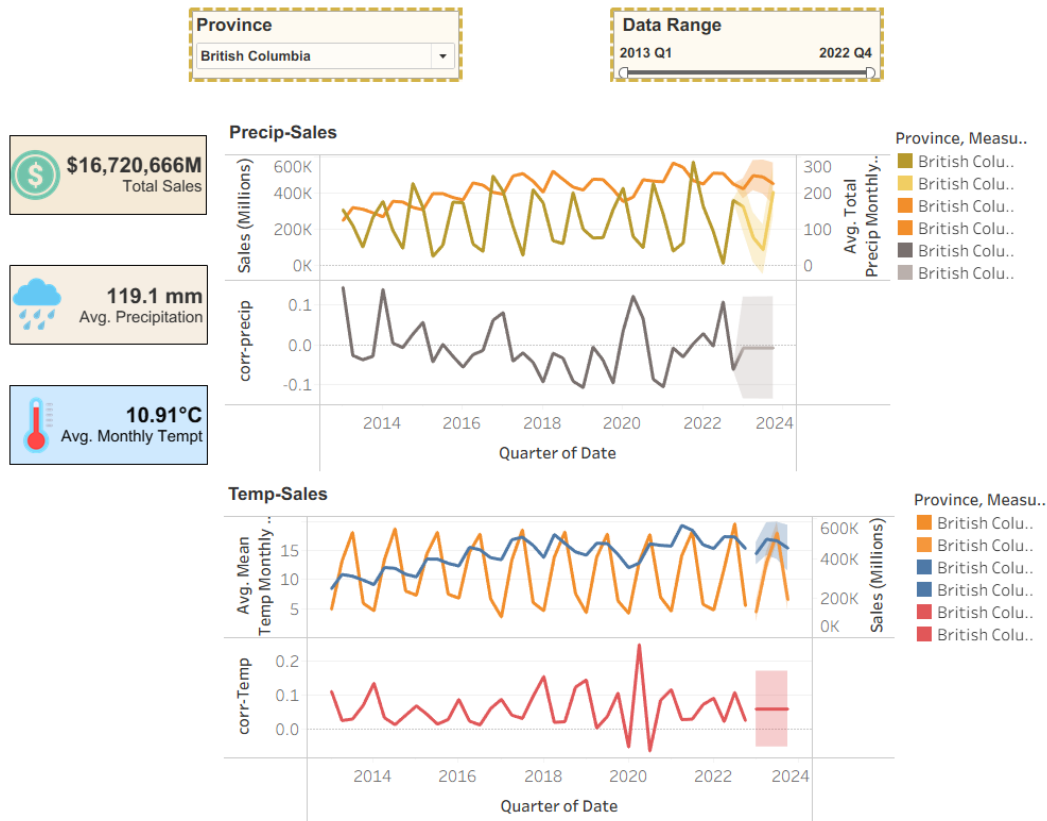 Province
British Columbia
Data Range
2013 Q1 2022 Q4
$16,720,666M
Total Sales
119.1 mm
Avg. Precipitation
10.91°C
Avg. Monthly Tempt
Precip-Sales
Sales (Millions)
600K
400K
200K
0K
300
200
100
0
Avg. Total
Precip Monthly..
corr-precip
0.1
0.0
-0.1
2014 2016 2018 2020 2022 2024
Quarter of Date
Province, Measu..
British Colu..
British Colu..
British Colu..
British Colu..
British Colu..
British Colu..
Temp-Sales
Avg. Mean
Temp Monthly ..
15
10
5
600K
400K
200K
0K
Sales (Millions)
corr-Temp
0.2
0.1
0.0
2014 2016 2018 2020 2022 2024
Quarter of Date
Province, Measu..
British Colu..
British Colu..
British Colu..
British Colu..
British Colu..
British Colu..